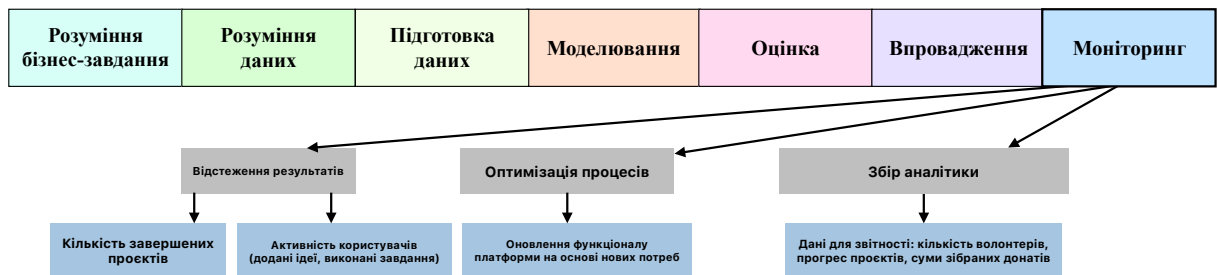 Розуміння
бізнес-завдання
Розуміння
даних
Підготовка
даних
Моделювання
Оцінка
Впровадження
Моніторинг
Відстеження результатів
Оптимізація процесів
Збір аналітики
Кількість завершених
проєктів
Активність користувачів
(додані ідеї, виконані завдання)
Оновлення функціоналу
платформи на основі нових потреб
Дані для звітності: кількість волонтерів,
прогрес проєктів, суми зібраних донатів